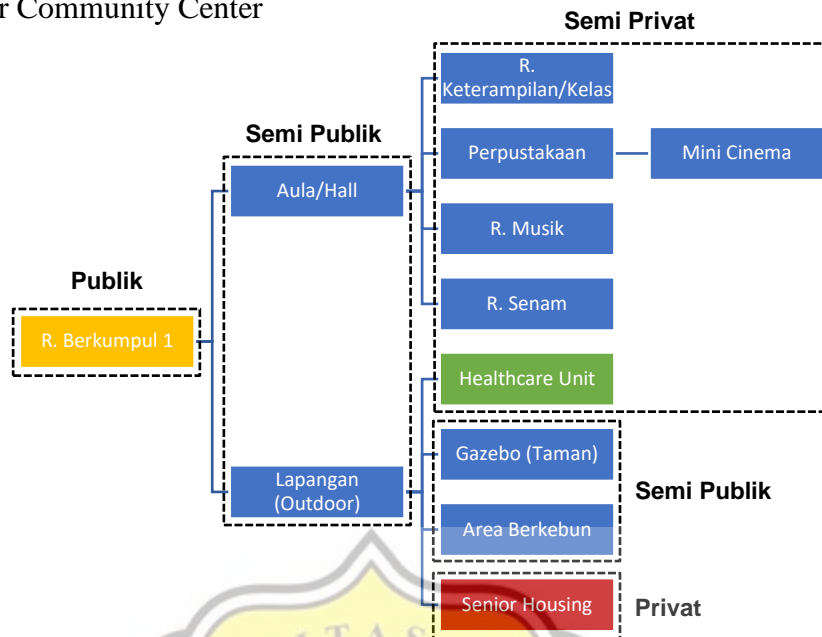 r Community Center
Semi Privat
R.
Keterampilan/Kelas
Semi Publik
Perpustakaan
Mini Cinema
Aula/Hall
R. Musik
Publik
R. Senam
R. Berkumpul 1
Healthcare Unit
Gazebo (Taman)
Lapangan
(Outdoor)
Semi Publik
Area Berkebun
Senior Housing
Privat